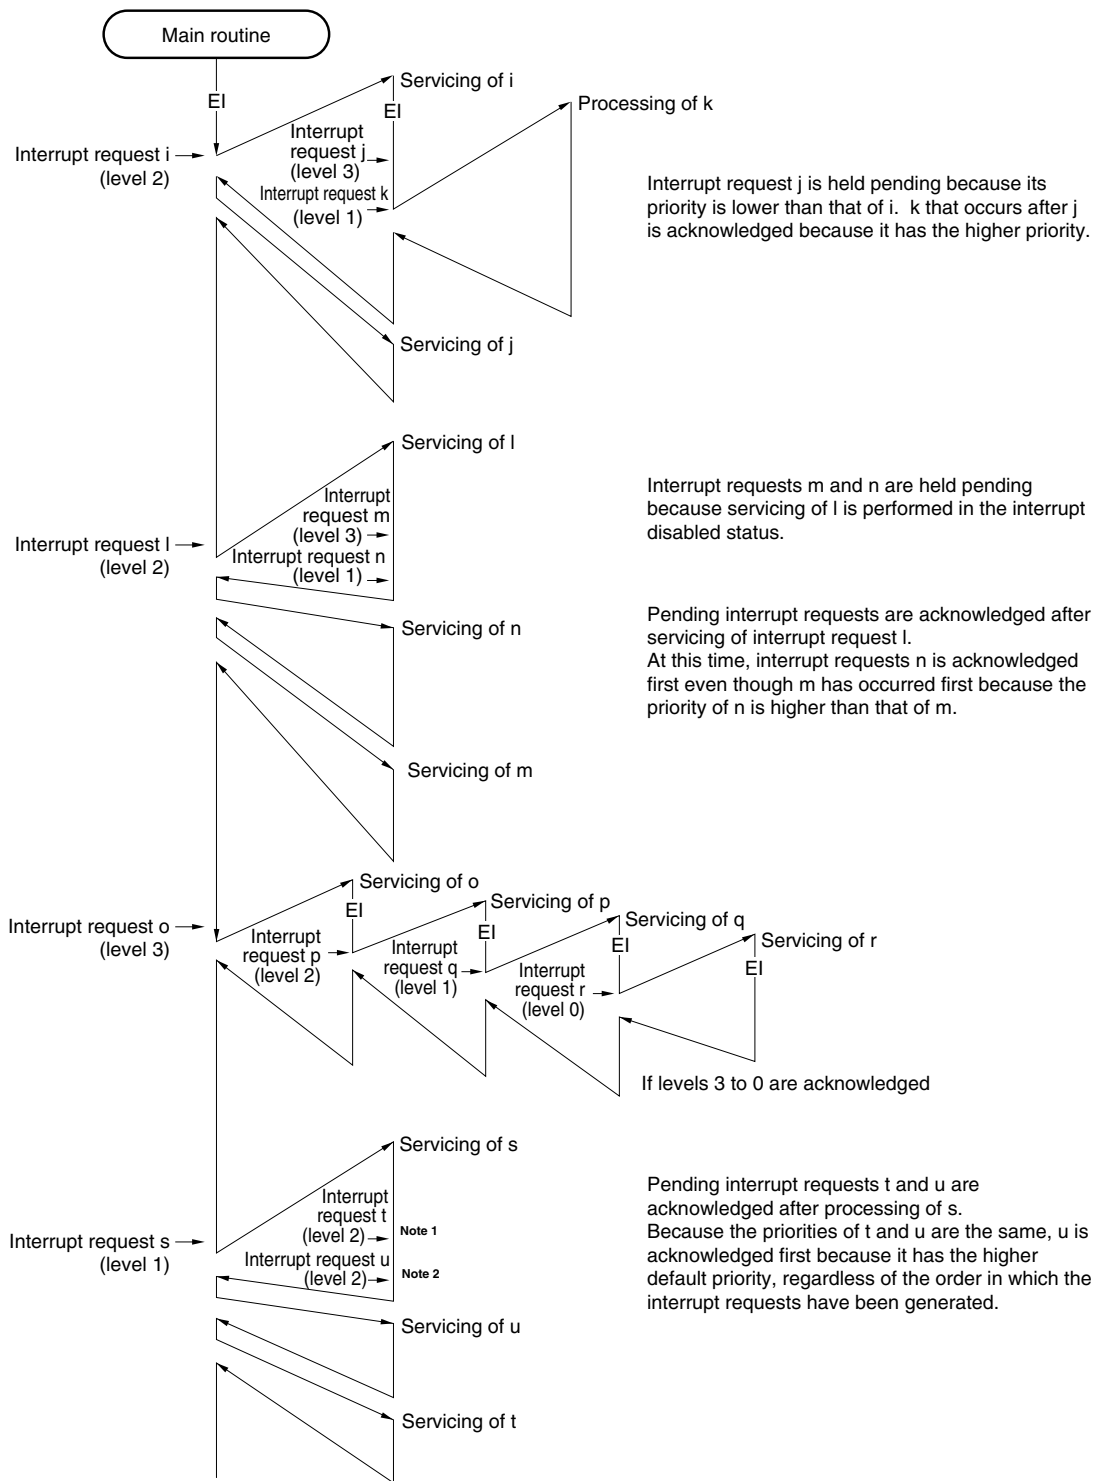 Main routine
EI
Interrupt request i
(level 2)
Servicing of i
EI
Interrupt
request j
(level 3)
Interrupt request k
(level 1)
Processing of k
Interrupt request j is held pending because its
priority is lower than that of i.  k that occurs after j
is acknowledged because it has the higher priority.
Servicing of j
Servicing of l
Interrupt request l
(level 2)
Interrupt
request m
(level 3)
Interrupt request n
(level 1)
Interrupt requests m and n are held pending
because servicing of l is performed in the interrupt
disabled status.
Servicing of n
Pending interrupt requests are acknowledged after
servicing of interrupt request l.
At this time, interrupt requests n is acknowledged
first even though m has occurred first because the
priority of n is higher than that of m.
Servicing of m
Interrupt request o
(level 3)
Servicing of o
EI
Interrupt
request p
(level 2)
Servicing of p
EI
Interrupt
request q
(level 1)
Servicing of q
EI
Interrupt
request r
(level 0)
Servicing of r
EI
If levels 3 to 0 are acknowledged
Servicing of s
Interrupt request s
(level 1)
Interrupt
request t
(level 2)
Note 1
Interrupt request u
(level 2)
Note 2
Pending interrupt requests t and u are
acknowledged after processing of s.
Because the priorities of t and u are the same, u is
acknowledged first because it has the higher
default priority, regardless of the order in which the
interrupt requests have been generated.
Servicing of u
Servicing of t